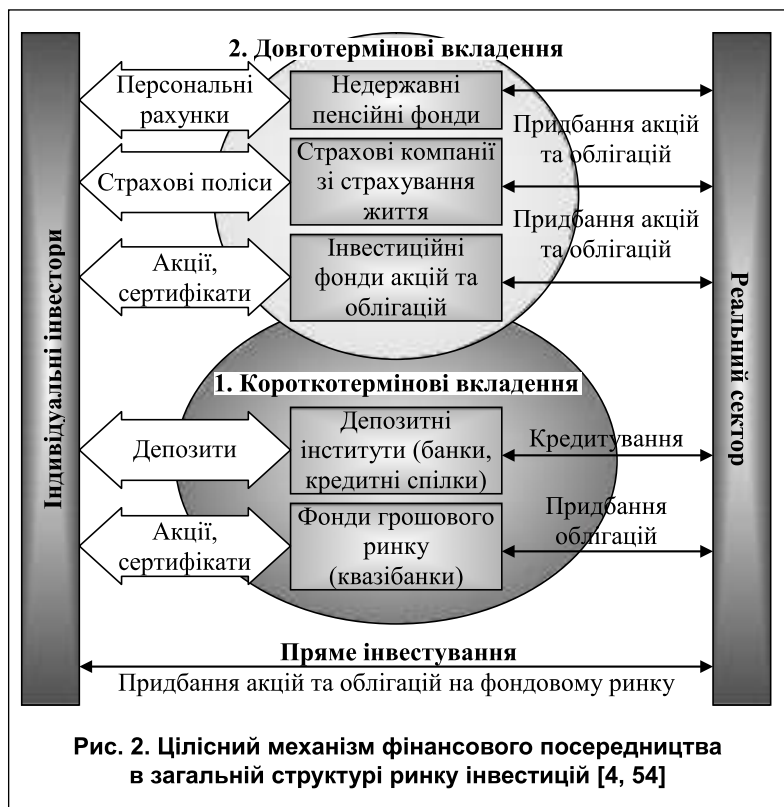 2. Довготермінові вкладення
Персональні
рахунки
Недержавні
пенсійні фонди
Придбання акцій
та облігацій
Страхові поліси
Страхові компанії
зі страхування
життя
Придбання акцій
та облігацій
Акції,
сертифікати
Інвестиційні
фонди акцій та
облігацій
Індивідуальні інвестори
Реальний сектор
1. Короткотермінові вкладення
Депозити
Депозитні
інститути (банки,
кредитні спілки)
Кредитування
Акції,
сертифікати
Фонди грошового
ринку
(квазібанки)
Придбання
облігацій
Пряме інвестування
Придбання акцій та облігацій на фондовому ринку
Рис. 2. Цілісний механізм фінансового посередництва
в загальній структурі ринку інвестицій [4, 54]